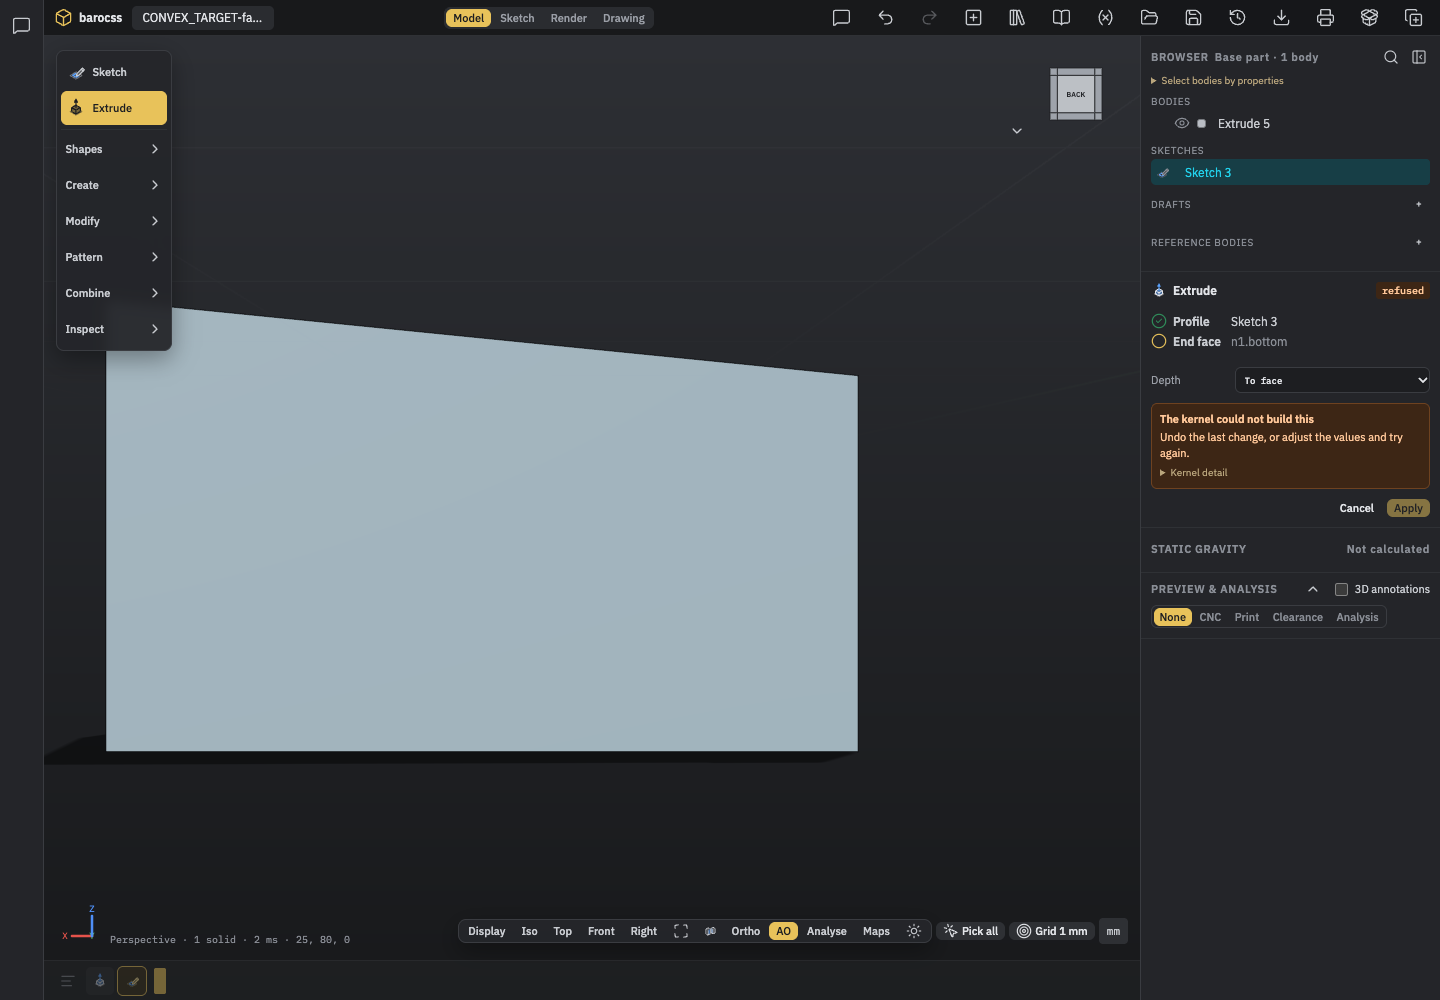 barocss
CONVEX_TARGET-fa...
Model
Sketch
Render
Drawing
Sketch
Extrude
Shapes
Create
Modify
Pattern
Combine
Inspect
BACK
BROWSER Base part · 1 body
Select bodies by properties
BODIES
Extrude 5
SKETCHES
Sketch 3
DRAFTS
+
REFERENCE BODIES
+
Extrude
refused
Profile Sketch 3
End face n1.bottom
Depth
To face
The kernel could not build this
Undo the last change, or adjust the values and try
again.
Kernel detail
Cancel
Apply
STATIC GRAVITY
Not calculated
PREVIEW & ANALYSIS
3D annotations
None
CNC
Print
Clearance
Analysis
Z
X
Perspective · 1 solid · 2 ms · 25, 80, 0
Display
Iso
Top
Front
Right
Ortho
AO
Analyse
Maps
Pick all
Grid 1 mm
mm